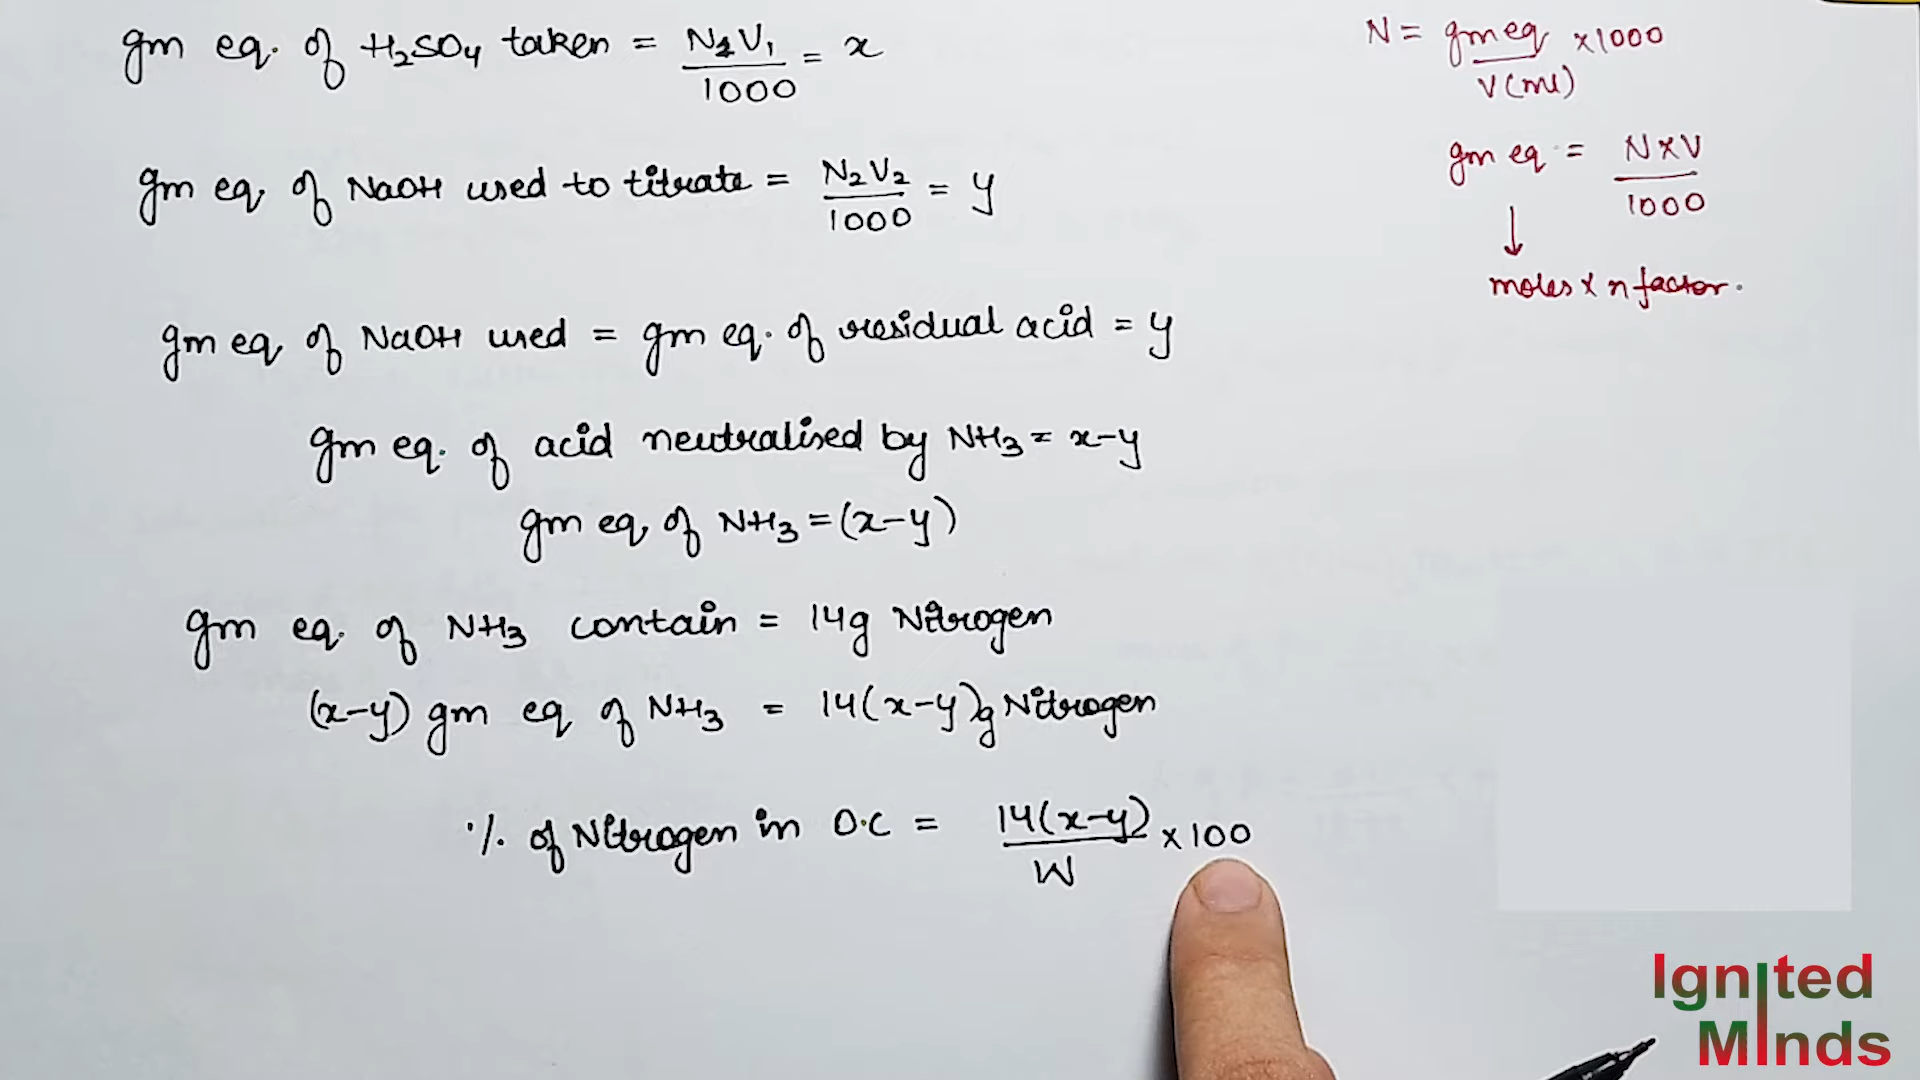 gm eq. of H₂SO₄ taken = N₁V₁/1000 = x
gm eq of NaOH used to titrate = N₂V₂/1000 = y
gm eq of NaOH used = gm eq. of residual acid = y
gm eq. of acid neutralised by NH₃ = x-y
gm eq of NH₃ = (x-y)
gm eq. of NH₃ contain = 14g Nitrogen
(x-y) gm eq of NH₃ = 14(x-y)g Nitrogen
% of Nitrogen in O.C = 14(x-y)/W × 100
N = gm eq/V(ml) × 1000
gm eq = N×V/1000
↓
moles × n factor.
Ignited
Minds